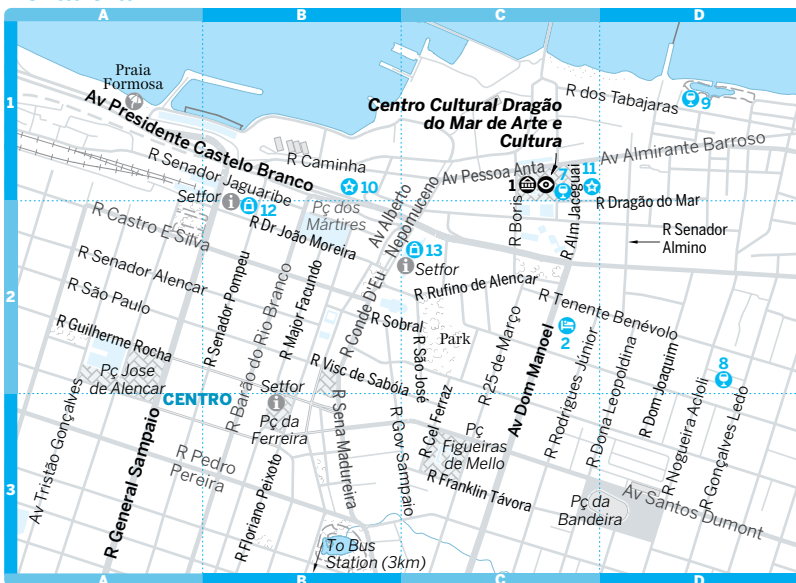 A
B
C
D
1
2
3
Praia
Formosa
Av Presidente Castelo Branco
R Senador
Jaguaribe
Setfor
12
R Caminha
10
Pç dos
Mártires
R Dr João Moreira
Av Alberto
Nepomuceno
Centro Cultural Dragão
do Mar de Arte e
Cultura
Av Pessoa Anta
1
7
11
R dos Tabajaras
9
Av Almirante Barroso
R Dragão do Mar
R Boris
R Alm Jaceguai
R Senador
Almino
R Castro E Silva
R Senador Alencar
R São Paulo
R Guilherme Rocha
Pç José
de Alencar
R Senador Pompeu
R Barão do Rio Branco
R Major Facundo
R Conde D'Eu
13
Setfor
R Rufino de Alencar
R Sobral
R São José
Park
R Visc de Sabóia
R 25 de Março
Av Dom Manoel
R Tenente Benévolo
2
R Rodrigues Júnior
R Dona Leopoldina
R Dom Joaquim
8
R Nogueira Acioli
R Gonçalves Ledo
CENTRO
Setfor
Pç da
Ferreira
Av Tristão Gonçalves
R General Sampaio
R Pedro
Pereira
R Floriano Peixoto
R Sena Madureira
R Gov Sampaio
R Cel Ferraz
Pç
Figueiras
de Mello
R Franklin Távora
Pç da
Bandeira
Av Santos Dumont
To Bus
Station (3km)
A
B
C
D